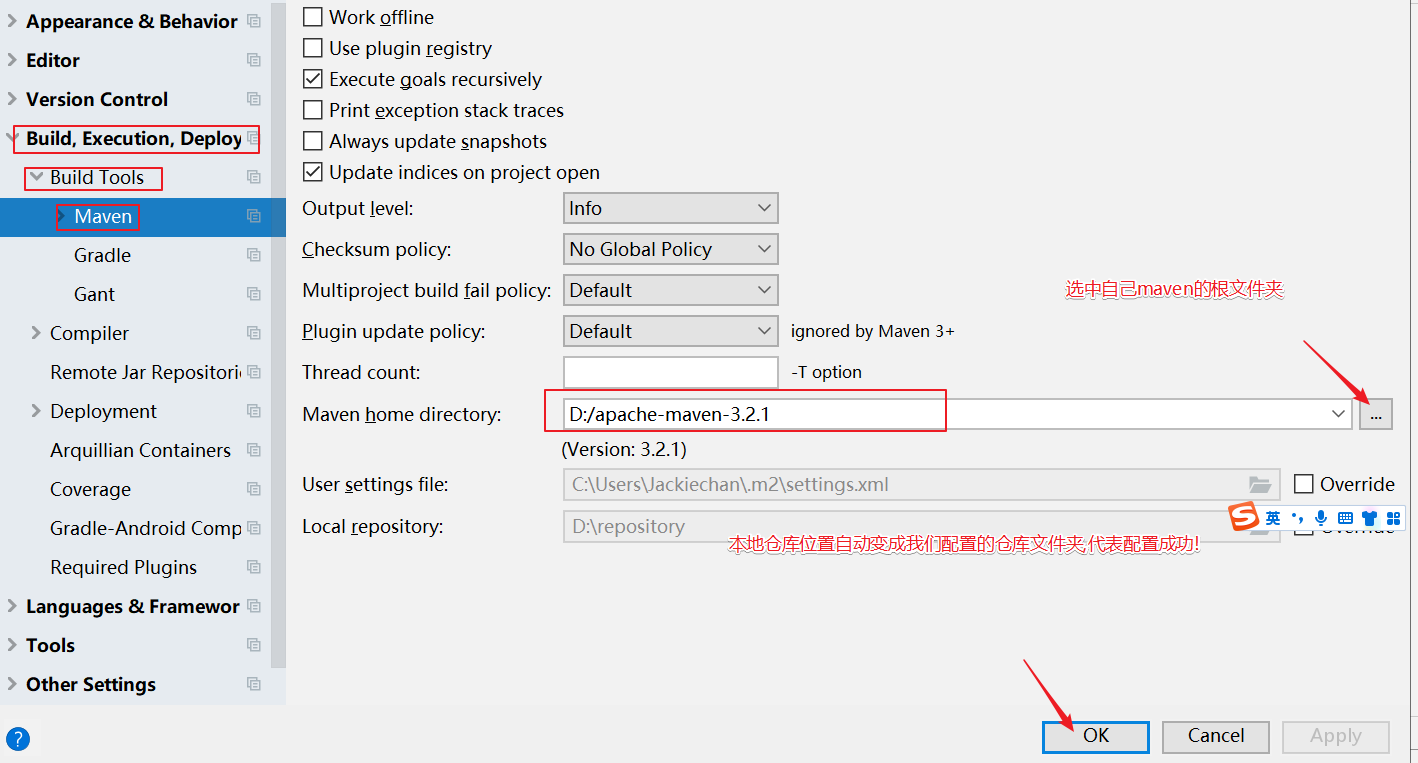 Appearance & Behavior
Editor
Version Control
Build, Execution, Deploy
Build Tools
Maven
Gradle
Gant
Compiler
Remote Jar Repositori
Deployment
Arquillian Containers
Coverage
Gradle-Android Comp
Required Plugins
Languages & Framewor
Tools
Other Settings
?
Work offline
Use plugin registry
Execute goals recursively
Print exception stack traces
Always update snapshots
Update indices on project open
Output level: Info
Checksum policy: No Global Policy
Multiproject build fail policy: Default
选中自己maven的根文件夹
Plugin update policy: Default ignored by Maven 3+
Thread count: -T option
Maven home directory: D:/apache-maven-3.2.1 ...
(Version: 3.2.1)
User settings file: C:\Users\Jackiechan\.m2\settings.xml Override
S 英
Local repository: D:\repository Override
本地仓库位置自动变成我们配置的仓库文件夹,代表配置成功!
OK Cancel Apply